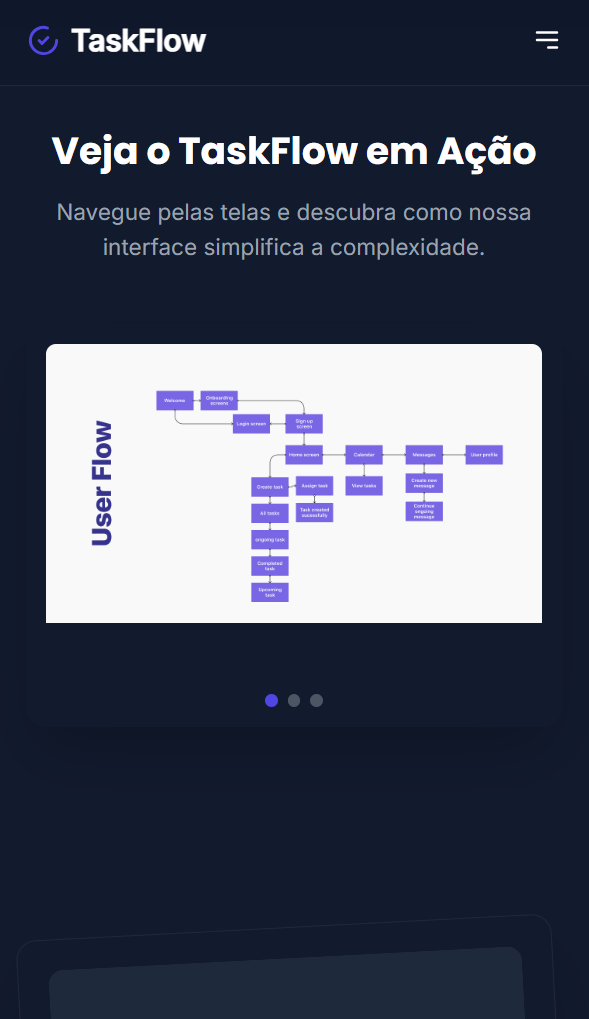 TaskFlow
Veja o TaskFlow em Ação
Navegue pelas telas e descubra como nossa
interface simplifica a complexidade.
User Flow
Welcome
Onboarding
screens
Login screen
Sign up
screen
Home screen
Calendar
Messages
User profile
Create task
Assign task
View tasks
Create new
message
All tasks
Task created
sucessfully
Continue
ongoing
message
ongoing task
Completed
task
Upcoming
task